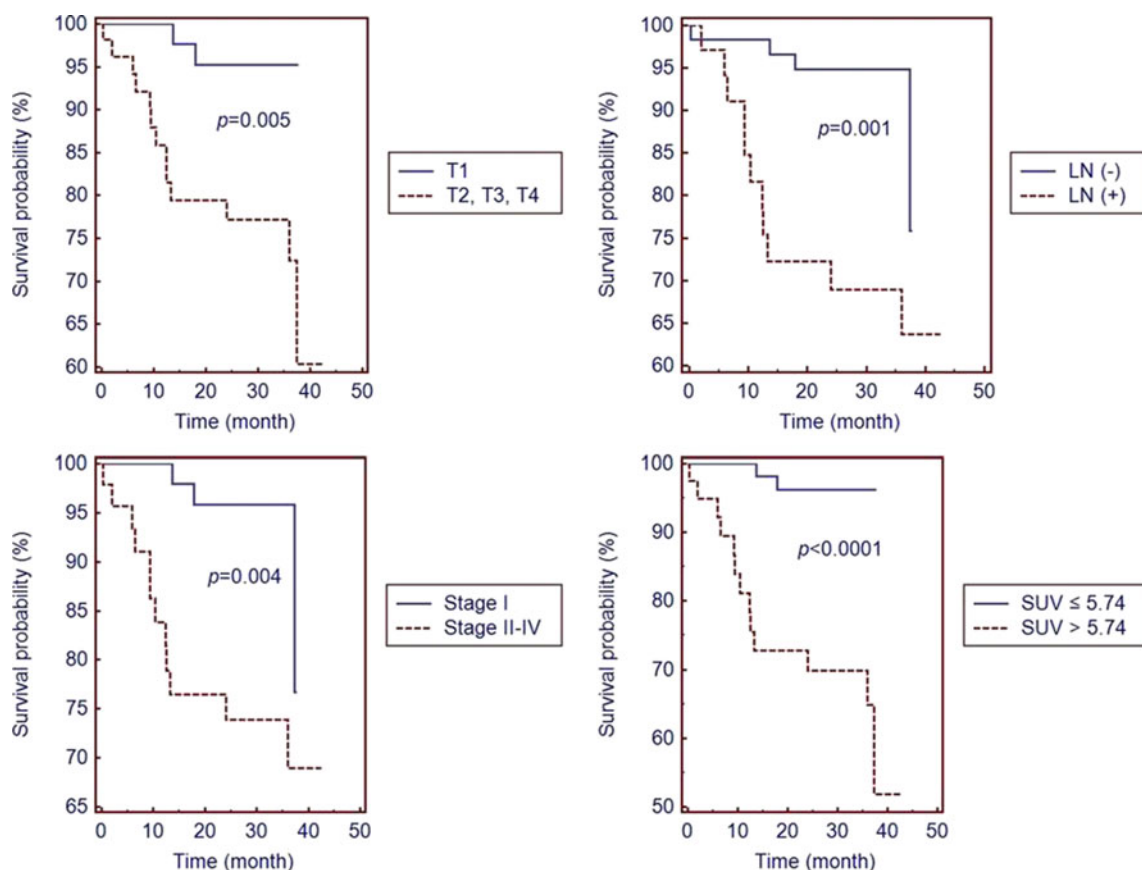 100
95
90
85
80
75
70
65
60
Survival probability (%)
p=0.005
0 10 20 30 40 50
Time (month)
T1
T2, T3, T4
100
95
90
85
80
75
70
65
60
Survival probability (%)
p=0.001
0 10 20 30 40 50
Time (month)
LN (-)
LN (+)
100
95
90
85
80
75
70
65
Survival probability (%)
p=0.004
0 10 20 30 40 50
Time (month)
Stage I
Stage II-IV
100
90
80
70
60
50
Survival probability (%)
p<0.0001
0 10 20 30 40 50
Time (month)
SUV ≤ 5.74
SUV > 5.74